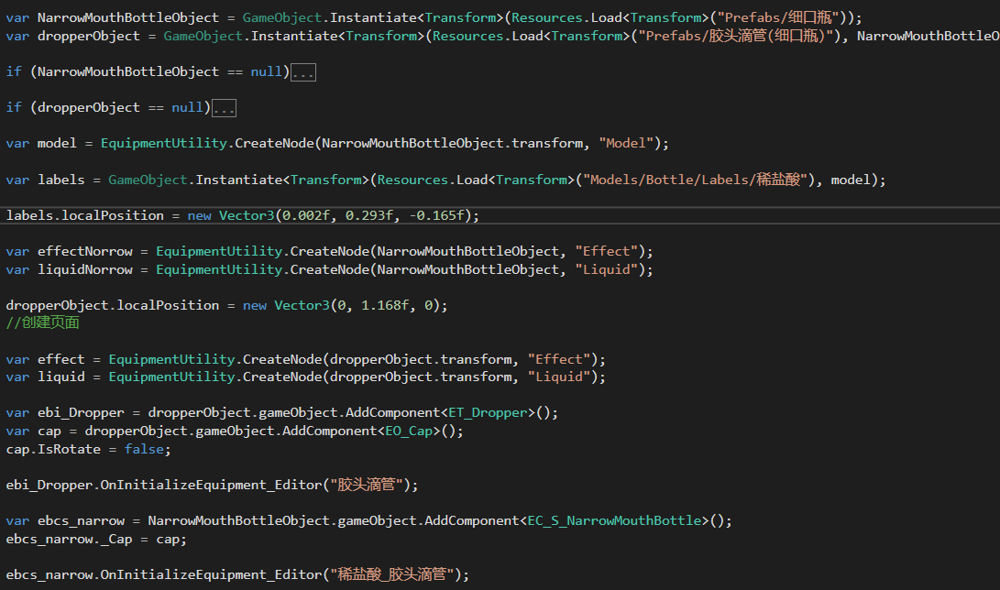 var NarrowMouthBottleObject = GameObject.Instantiate<Transform>(Resources.Load<Transform>("Prefabs/细口瓶"));
var dropperObject = GameObject.Instantiate<Transform>(Resources.Load<Transform>("Prefabs/胶头滴管(细口瓶)"), NarrowMouthBottleO
if (NarrowMouthBottleObject == null)...
if (dropperObject == null)...
var model = EquipmentUtility.CreateNode(NarrowMouthBottleObject.transform, "Model");
var labels = GameObject.Instantiate<Transform>(Resources.Load<Transform>("Models/Bottle/Labels/稀盐酸"), model);
labels.localPosition = new Vector3(0.002f, 0.293f, -0.165f);
var effectNorrow = EquipmentUtility.CreateNode(NarrowMouthBottleObject, "Effect");
var liquidNorrow = EquipmentUtility.CreateNode(NarrowMouthBottleObject, "Liquid");
dropperObject.localPosition = new Vector3(0, 1.168f, 0);
//创建页面
var effect = EquipmentUtility.CreateNode(dropperObject.transform, "Effect");
var liquid = EquipmentUtility.CreateNode(dropperObject.transform, "Liquid");
var ebi_Dropper = dropperObject.gameObject.AddComponent<ET_Dropper>();
var cap = dropperObject.gameObject.AddComponent<EO_Cap>();
cap.IsRotate = false;
ebi_Dropper.OnInitializeEquipment_Editor("胶头滴管");
var ebcs_narrow = NarrowMouthBottleObject.gameObject.AddComponent<EC_S_NarrowMouthBottle>();
ebcs_narrow._Cap = cap;
ebcs_narrow.OnInitializeEquipment_Editor("稀盐酸_胶头滴管");